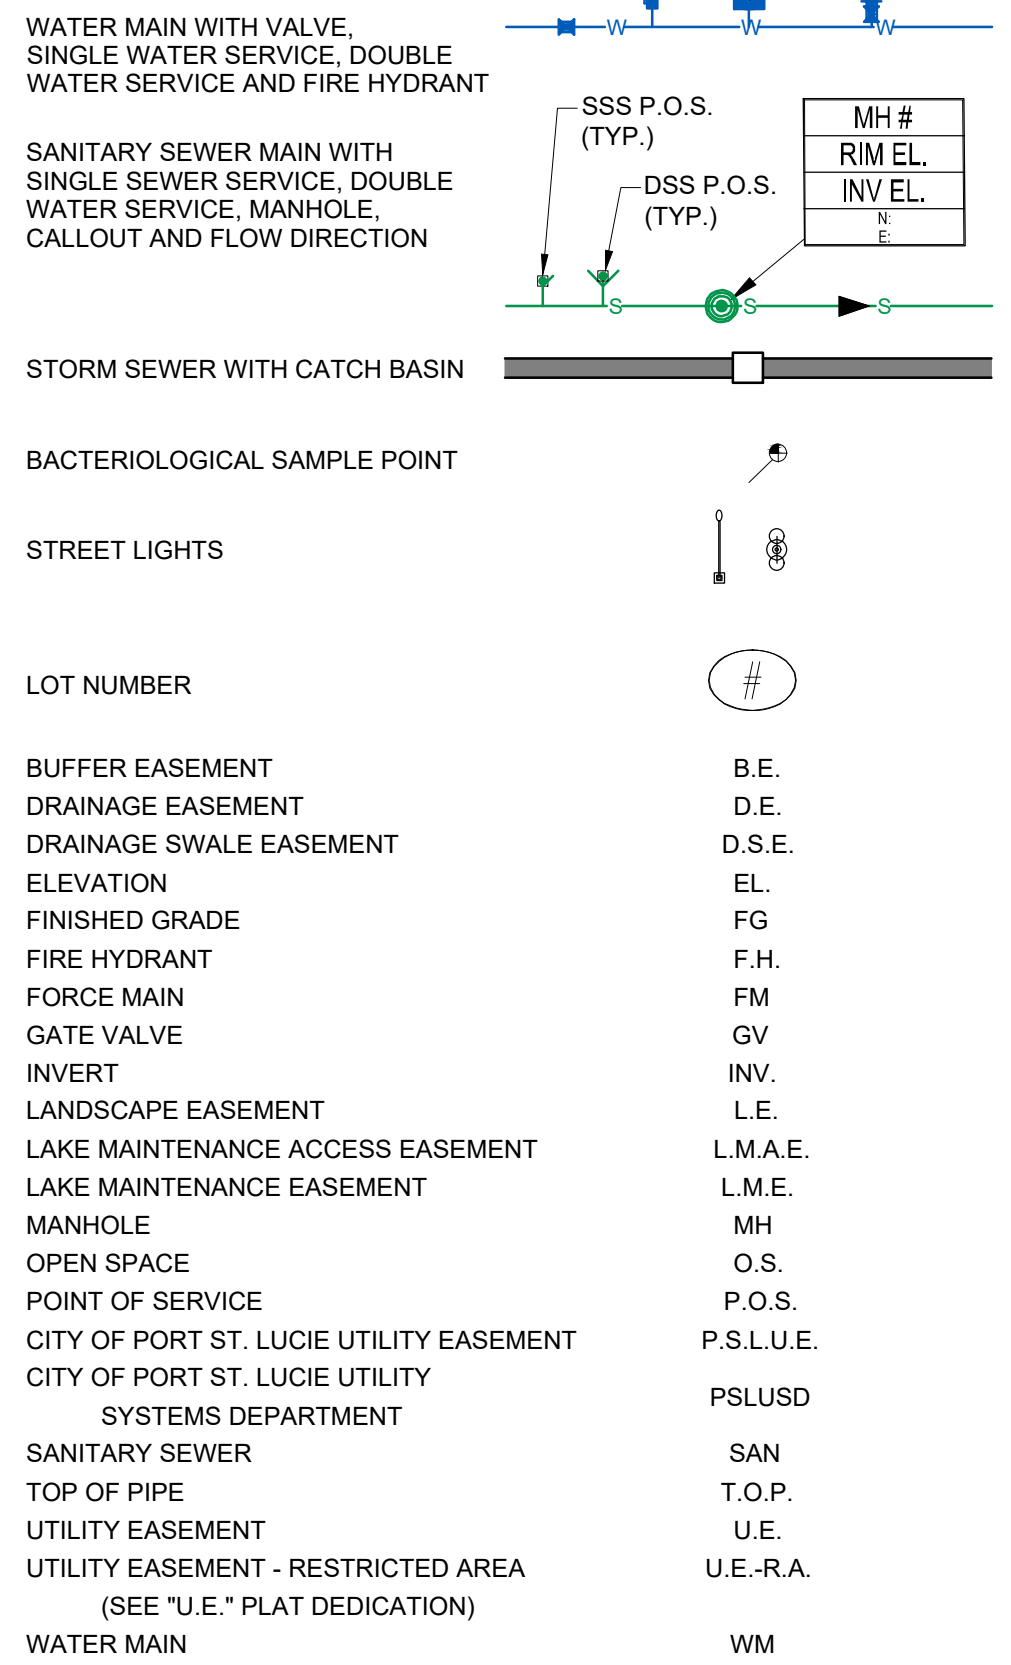 WATER MAIN WITH VALVE,
SINGLE WATER SERVICE, DOUBLE
WATER SERVICE AND FIRE HYDRANT
W W W
SSS P.O.S.
(TYP.)
MH #
RIM EL.
INV EL.
N:
E:
DSS P.O.S.
(TYP.)
SANITARY SEWER MAIN WITH
SINGLE SEWER SERVICE, DOUBLE
WATER SERVICE, MANHOLE,
CALLOUT AND FLOW DIRECTION
S S S
STORM SEWER WITH CATCH BASIN
BACTERIOLOGICAL SAMPLE POINT
STREET LIGHTS
LOT NUMBER #
BUFFER EASEMENT B.E.
DRAINAGE EASEMENT D.E.
DRAINAGE SWALE EASEMENT D.S.E.
ELEVATION EL.
FINISHED GRADE FG
FIRE HYDRANT F.H.
FORCE MAIN FM
GATE VALVE GV
INVERT INV.
LANDSCAPE EASEMENT L.E.
LAKE MAINTENANCE ACCESS EASEMENT L.M.A.E.
LAKE MAINTENANCE EASEMENT L.M.E.
MANHOLE MH
OPEN SPACE O.S.
POINT OF SERVICE P.O.S.
CITY OF PORT ST. LUCIE UTILITY EASEMENT P.S.L.U.E.
CITY OF PORT ST. LUCIE UTILITY
SYSTEMS DEPARTMENT PSLUSD
SANITARY SEWER SAN
TOP OF PIPE T.O.P.
UTILITY EASEMENT U.E.
UTILITY EASEMENT - RESTRICTED AREA U.E.-R.A.
(SEE "U.E." PLAT DEDICATION)
WATER MAIN WM